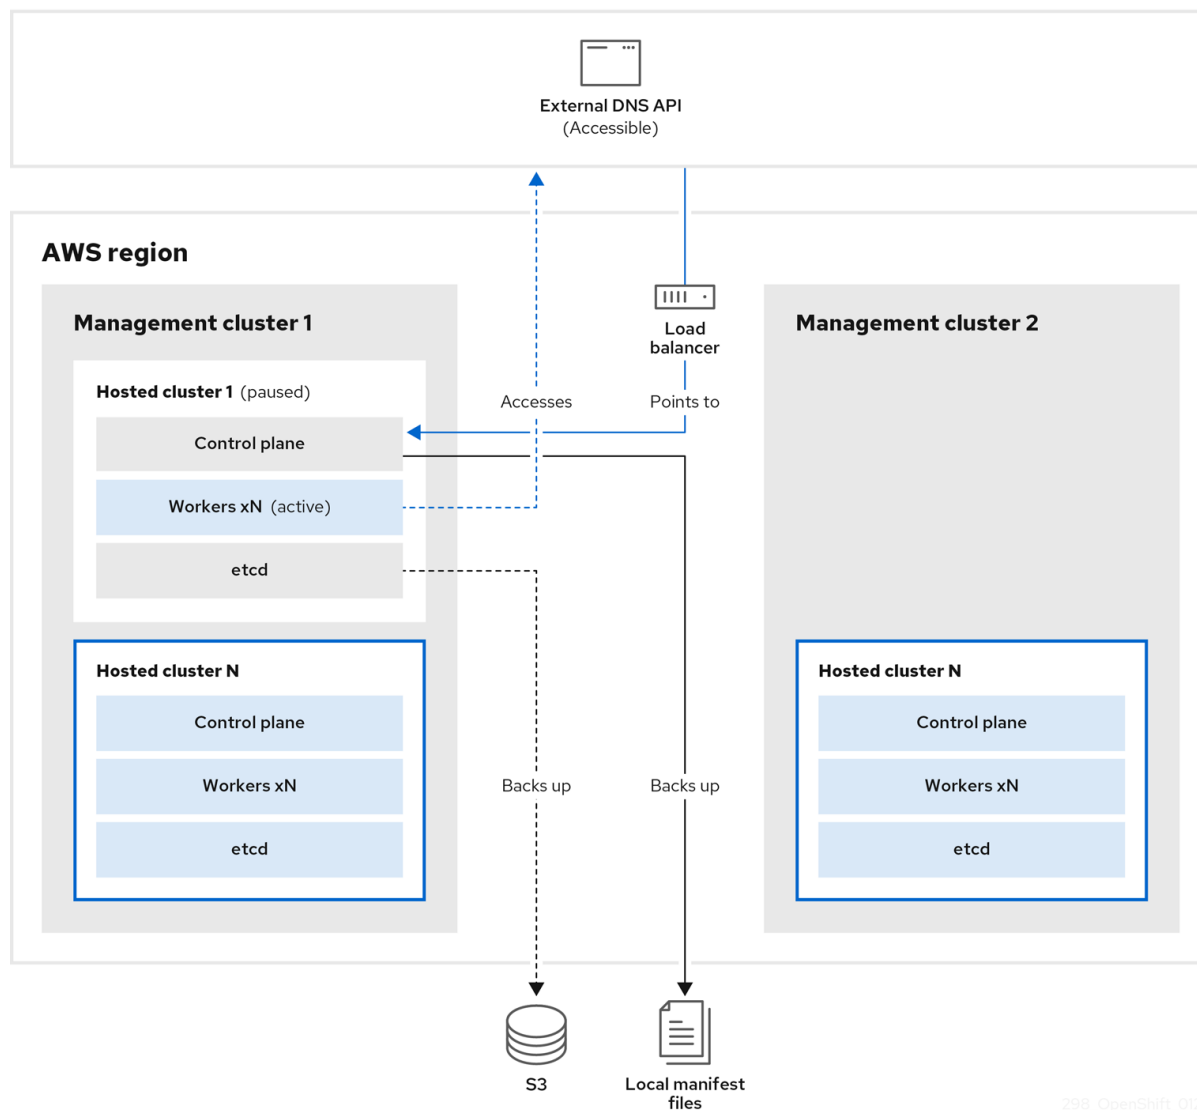 External DNS API
(Accessible)
AWS region
Management cluster 1
Hosted cluster 1 (paused)
Control plane
Workers xN (active)
etcd
Hosted cluster N
Control plane
Workers xN
etcd
Accesses
Load
balancer
Points to
Backs up
Backs up
Management cluster 2
Hosted cluster N
Control plane
Workers xN
etcd
S3
Local manifest
files